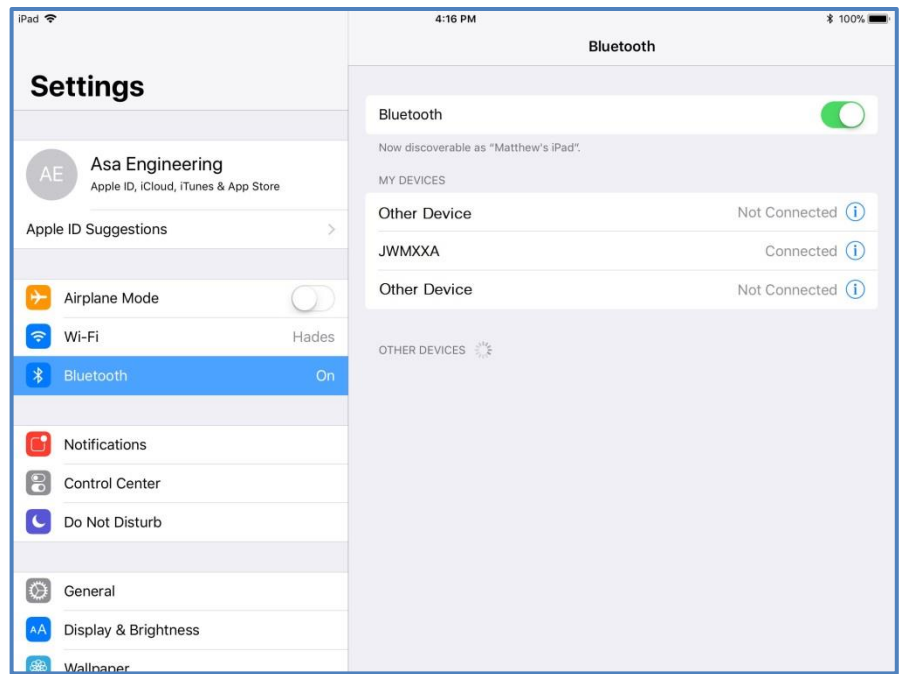 iPad 4:16 PM 100%
Bluetooth
Settings
AE
Asa Engineering
Apple ID, iCloud, iTunes & App Store
Apple ID Suggestions
Airplane Mode
Wi-Fi Hades
Bluetooth On
Notifications
Control Center
Do Not Disturb
General
AA Display & Brightness
Wallpaper
Bluetooth
Now discoverable as “Matthew's iPad”.
MY DEVICES
Other Device Not Connected i
JWMXXA Connected i
Other Device Not Connected i
OTHER DEVICES